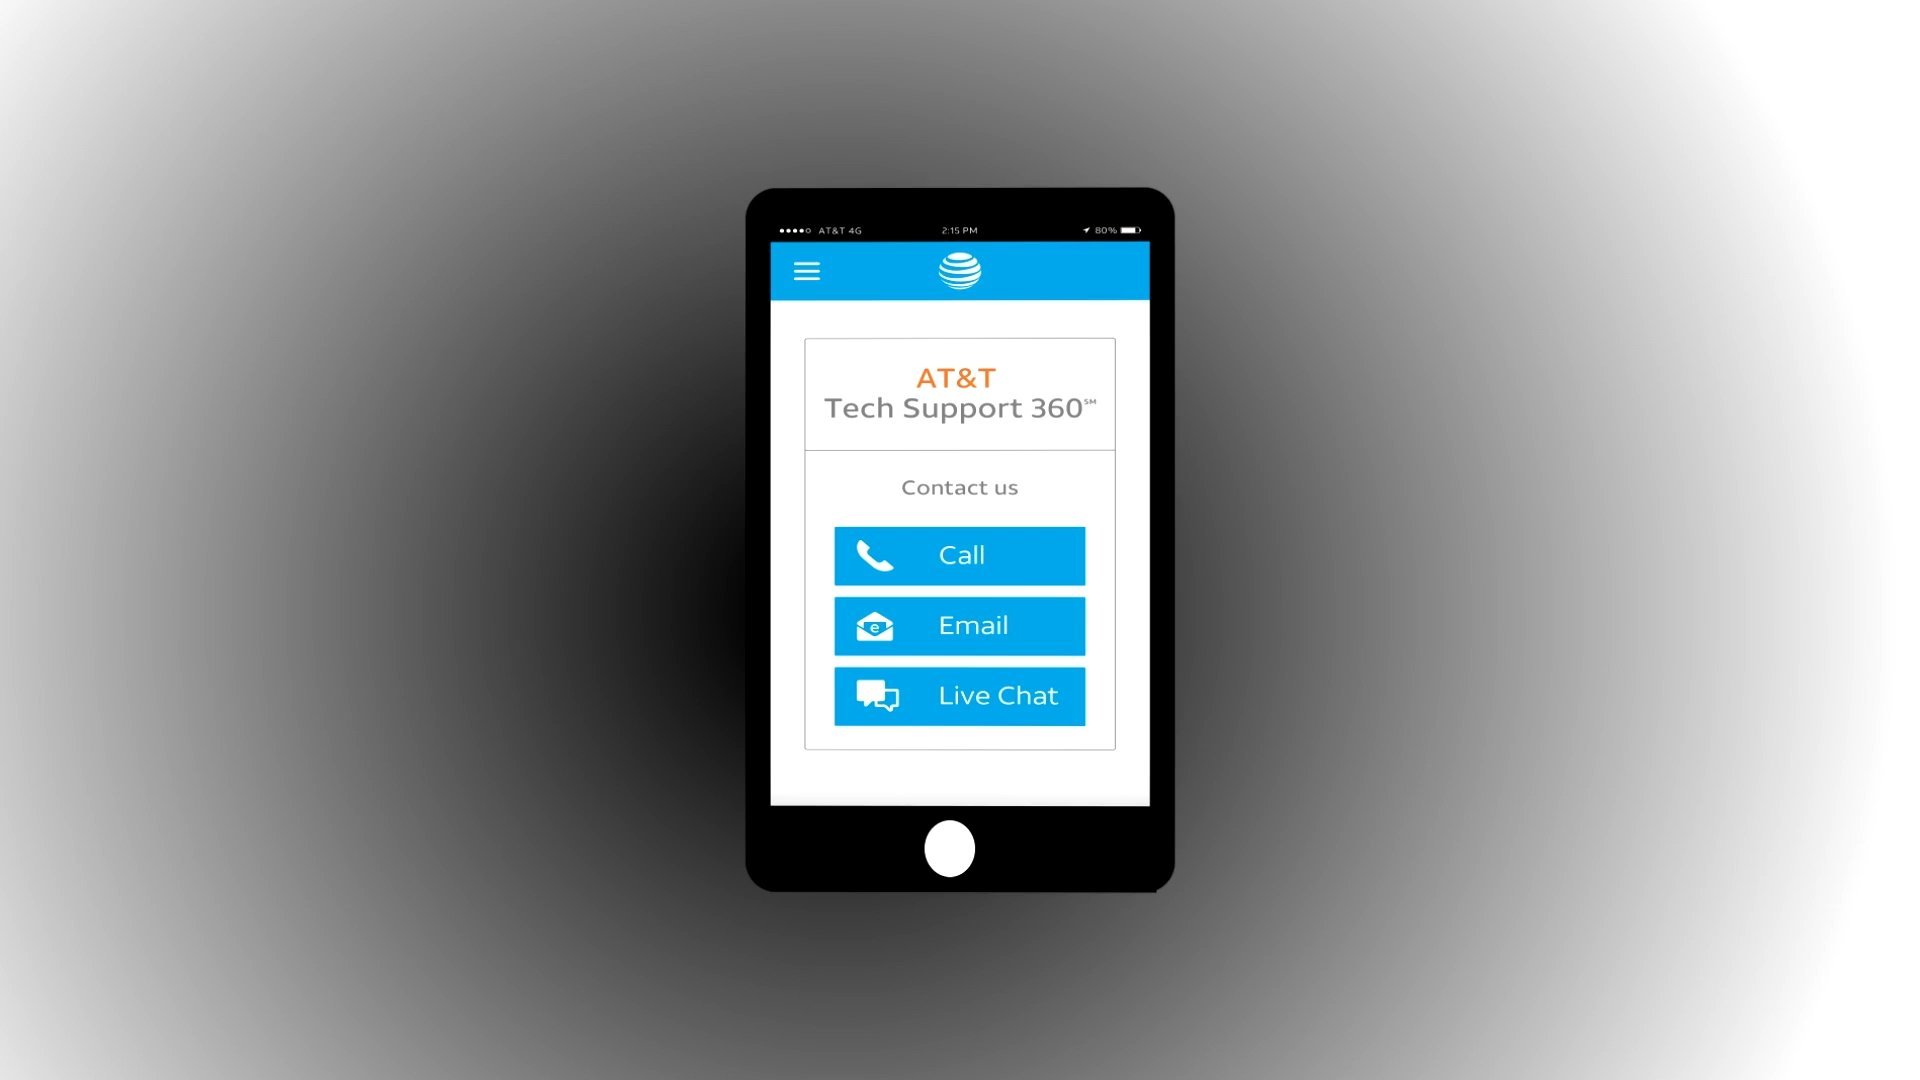 AT&T 4G 2:15 PM 80%
AT&T
Tech Support 360℠
Contact us
Call
e
Email
Live Chat